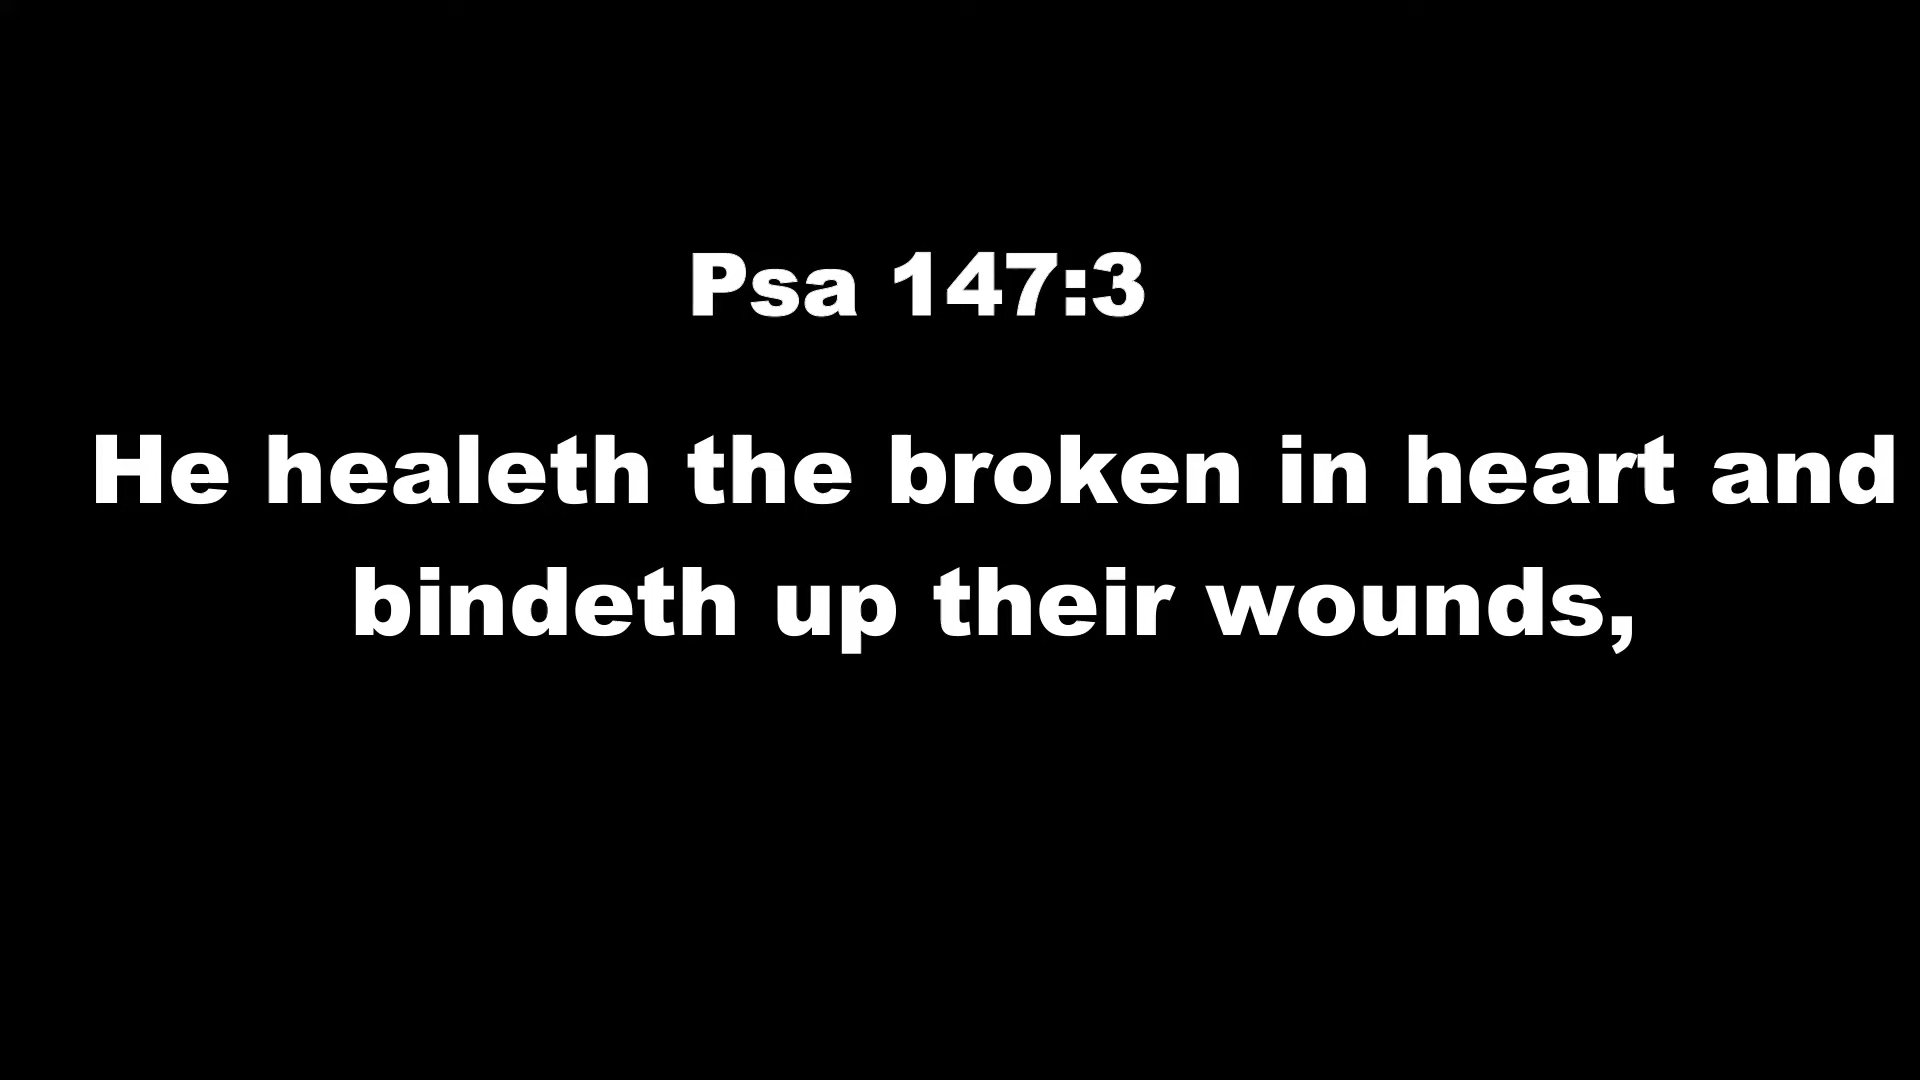 Psa 147:3
He healeth the broken in heart and
bindeth up their wounds,